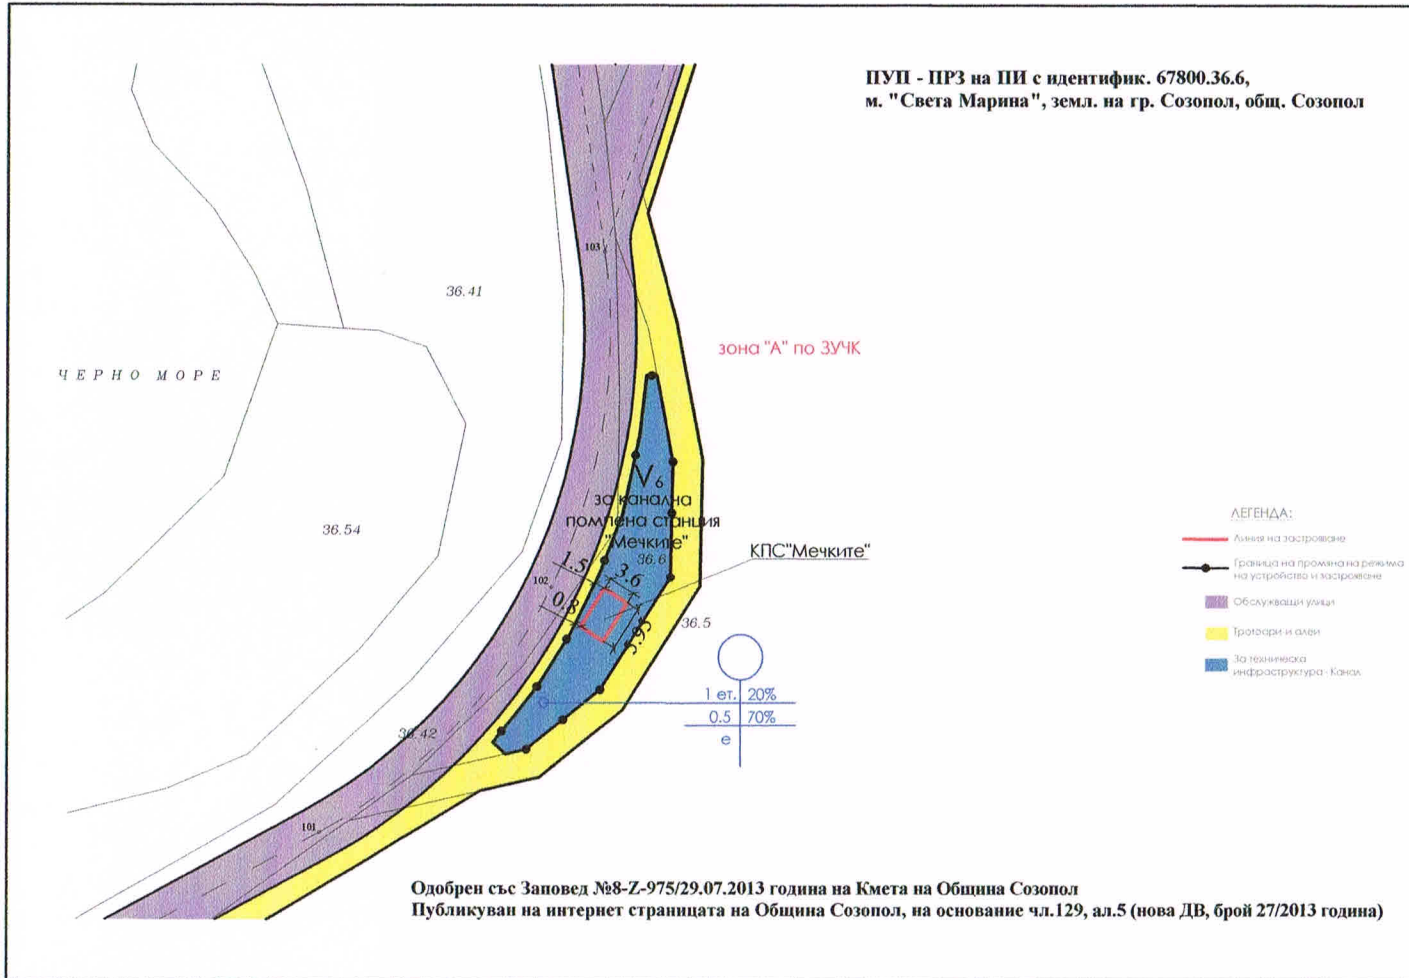 ПУП - ПРЗ на ПИ с идентифик. 67800.36.6,
м. "Света Марина", земл. на гр. Созопол, общ. Созопол
103
36.41
зона "А" по ЗУЧК
ЧЕРНО МОРЕ
V6
за канална
помпена станция
"Мечките"
36.54
36.6
КПС"Мечките"
1.5
3.6
102
0.8
5.95
36.5
ЛЕГЕНДА:
Линия на застрояване
Граница на промяна на режима
на устройство и застрояване
Обслужващи улици
Тротоари и алеи
За техническа
инфраструктура - Канал
1 ет. 20%
0.5 70%
е
36.42
101
Одобрен със Заповед №8-Z-975/29.07.2013 година на Кмета на Община Созопол
Публикуван на интернет страницата на Община Созопол, на основание чл.129, ал.5 (нова ДВ, брой 27/2013 година)